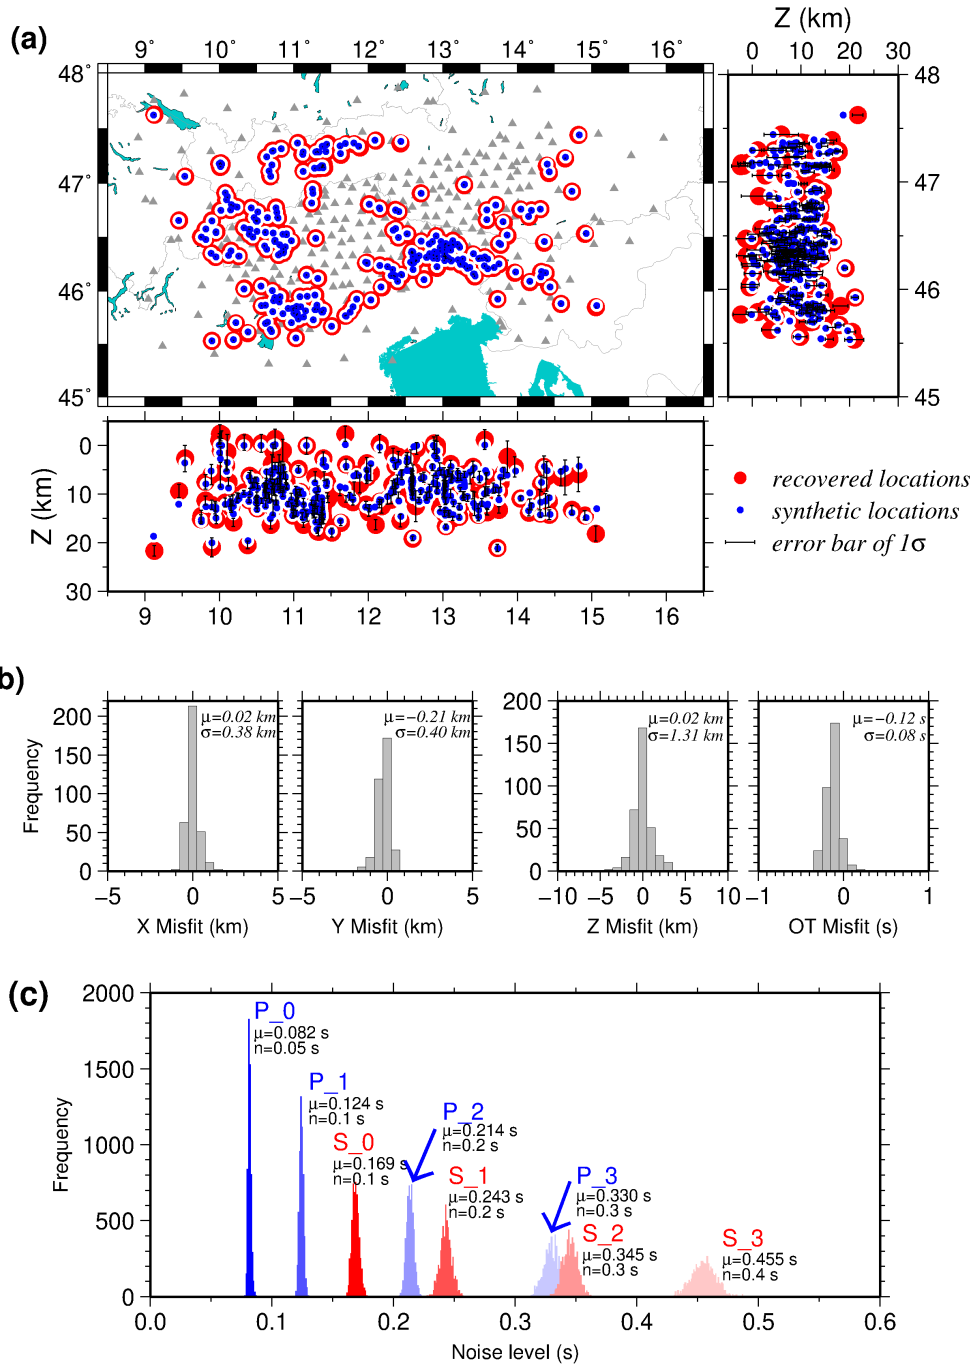 (a)
Z (km)
9˚ 10˚ 11˚ 12˚ 13˚ 14˚ 15˚ 16˚
0 10 20 30
48˚
47˚
46˚
45˚
48
47
46
45
0
10
20
30
Z (km)
9 10 11 12 13 14 15 16
recovered locations
synthetic locations
error bar of 1σ
b)
Frequency
200
150
100
50
0
μ=0.02 km
σ=0.38 km
−5 0 5
X Misfit (km)
μ=−0.21 km
σ=0.40 km
−5 0 5
Y Misfit (km)
200
150
100
50
0
μ=0.02 km
σ=1.31 km
−10 −5 0 5 10
Z Misfit (km)
μ=−0.12 s
σ=0.08 s
−1 0 1
OT Misfit (s)
(c)
Frequency
2000
1500
1000
500
0
P_0
μ=0.082 s
n=0.05 s
P_1
μ=0.124 s
n=0.1 s
S_0
μ=0.169 s
n=0.1 s
P_2
μ=0.214 s
n=0.2 s
S_1
μ=0.243 s
n=0.2 s
P_3
μ=0.330 s
n=0.3 s
S_2
μ=0.345 s
n=0.3 s
S_3
μ=0.455 s
n=0.4 s
0.0 0.1 0.2 0.3 0.4 0.5 0.6
Noise level (s)